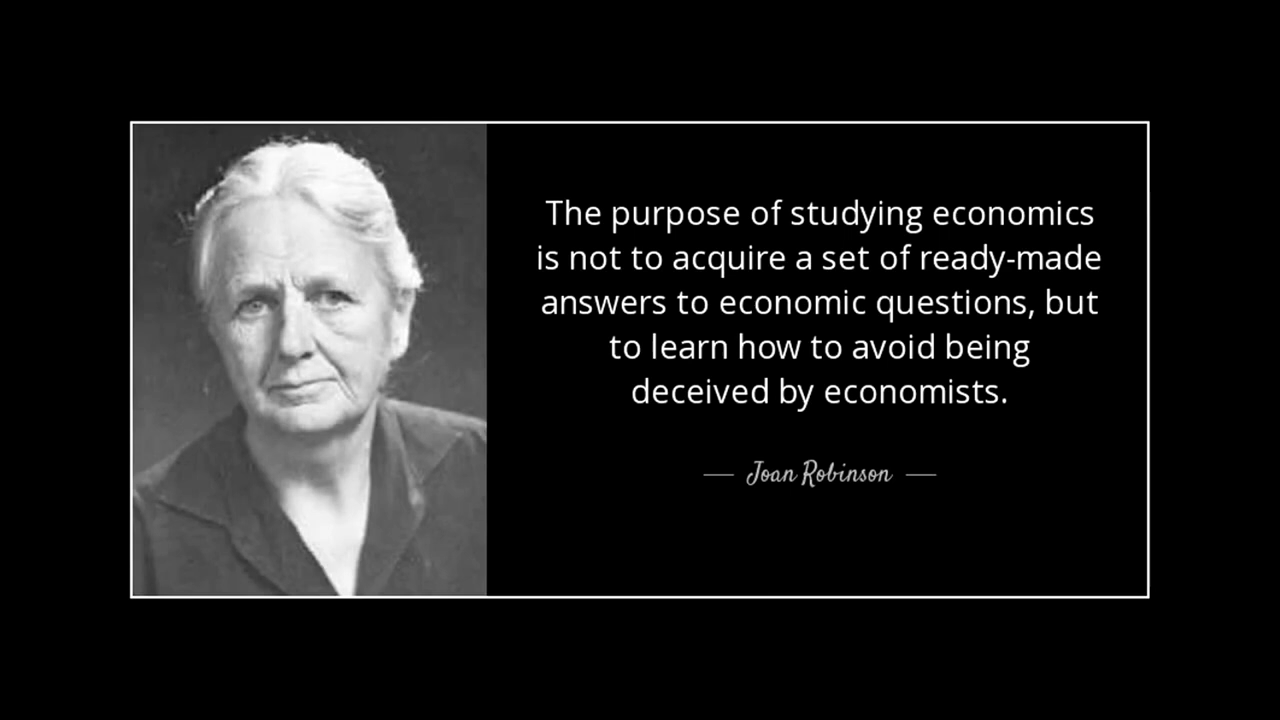 The purpose of studying economics
is not to acquire a set of ready-made
answers to economic questions, but
to learn how to avoid being
deceived by economists.
Joan Robinson